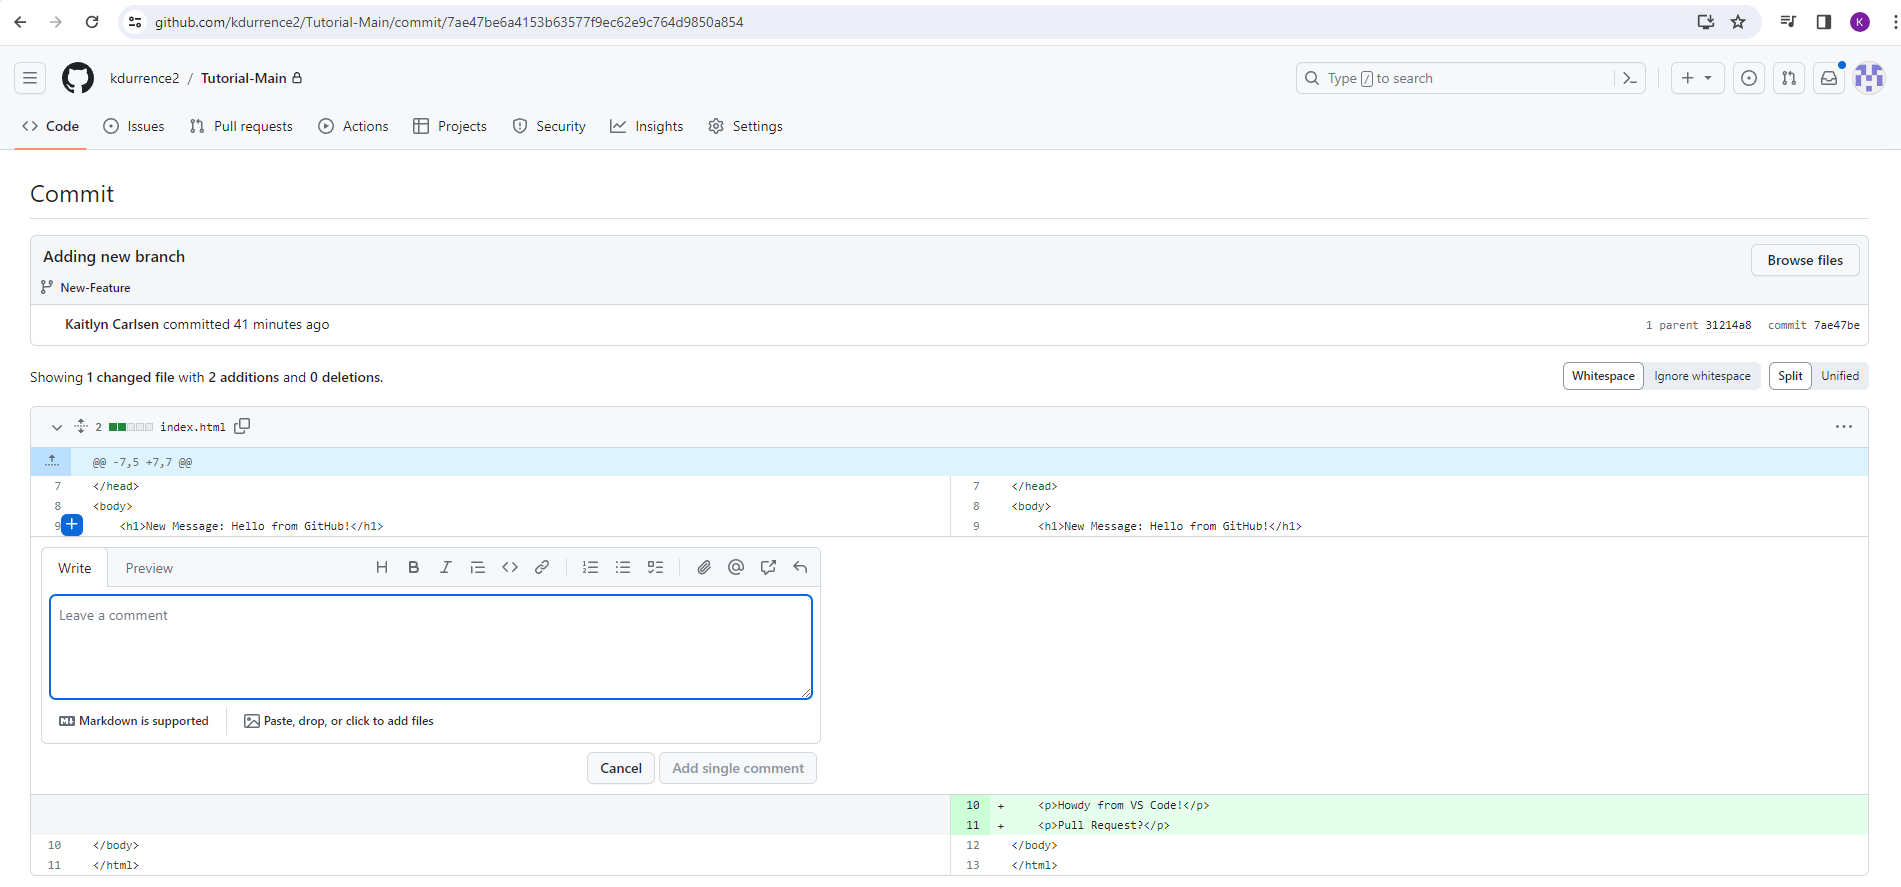 github.com/kdurrence2/Tutorial-Main/commit/7ae47be6a4153b63577f9ec62e9c764d9850a854
K
kdurrence2 / Tutorial-Main
Type / to search
Code Issues Pull requests Actions Projects Security Insights Settings
Commit
Adding new branch
Browse files
New-Feature
Kaitlyn Carlsen committed 41 minutes ago
1 parent 31214a8 commit 7ae47be
Showing 1 changed file with 2 additions and 0 deletions.
Whitespace Ignore whitespace Split Unified
2 index.html
@@ -7,5 +7,7 @@
7 </head> 7 </head>
8 <body> 8 <body>
9 <h1>New Message: Hello from GitHub!</h1> 9 <h1>New Message: Hello from GitHub!</h1>
Write Preview H B I
Leave a comment
Markdown is supported Paste, drop, or click to add files
Cancel Add single comment
10 + <p>Howdy from VS Code!</p>
11 + <p>Pull Request?</p>
10 </body> 12 </body>
11 </html> 13 </html>